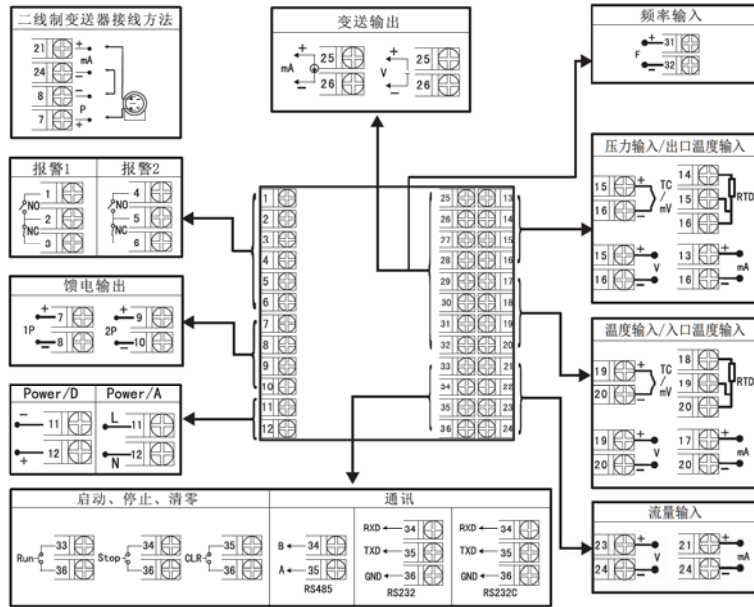 二线制变送器接线方法
21 + mA
24 −
8 − P
7 +
变送输出
mA + 25 V + 25
− 26 − 26
频率输入
F + 31
− 32
报警1 报警2
1 NO 4 NO
2 5
3 NC 6 NC
馈电输出
1P + 7 2P + 9
− 8 − 10
Power/D Power/A
− 11 L 11
+ 12 N 12
1 25 13
2 26 14
3 27 15
4 28 16
5 29 17
6 30 18
7 31 19
8 32 20
9 33 21
10 34 22
11 35 23
12 36 24
压力输入/出口温度输入
15 + TC/mV 14 RTD
16 − 15
16
15 + V 13 + mA
16 − 16 −
温度输入/入口温度输入
19 + TC/mV 18 RTD
20 − 19
20
19 + V 17 + mA
20 − 20 −
流量输入
23 + V 21 + mA
24 − 24 −
启动、停止、清零 通讯
Run 33 Stop 34 CLR 35
36 36 36
B 34
A 35
RS485
RXD 34
TXD 35
GND 36
RS232
RXD 34
TXD 35
GND 36
RS232C